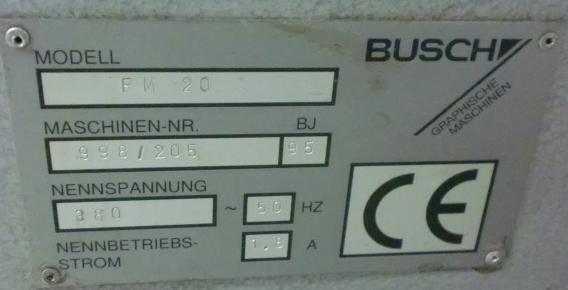 MODELL
BUSCH
FM 20
GRAPHISCHE
MASCHINEN
MASCHINEN-NR. BJ
998/205 95
NENNSPANNUNG
380 ~ 50 HZ
NENNBETRIEBS-
STROM
1,5 A
CE